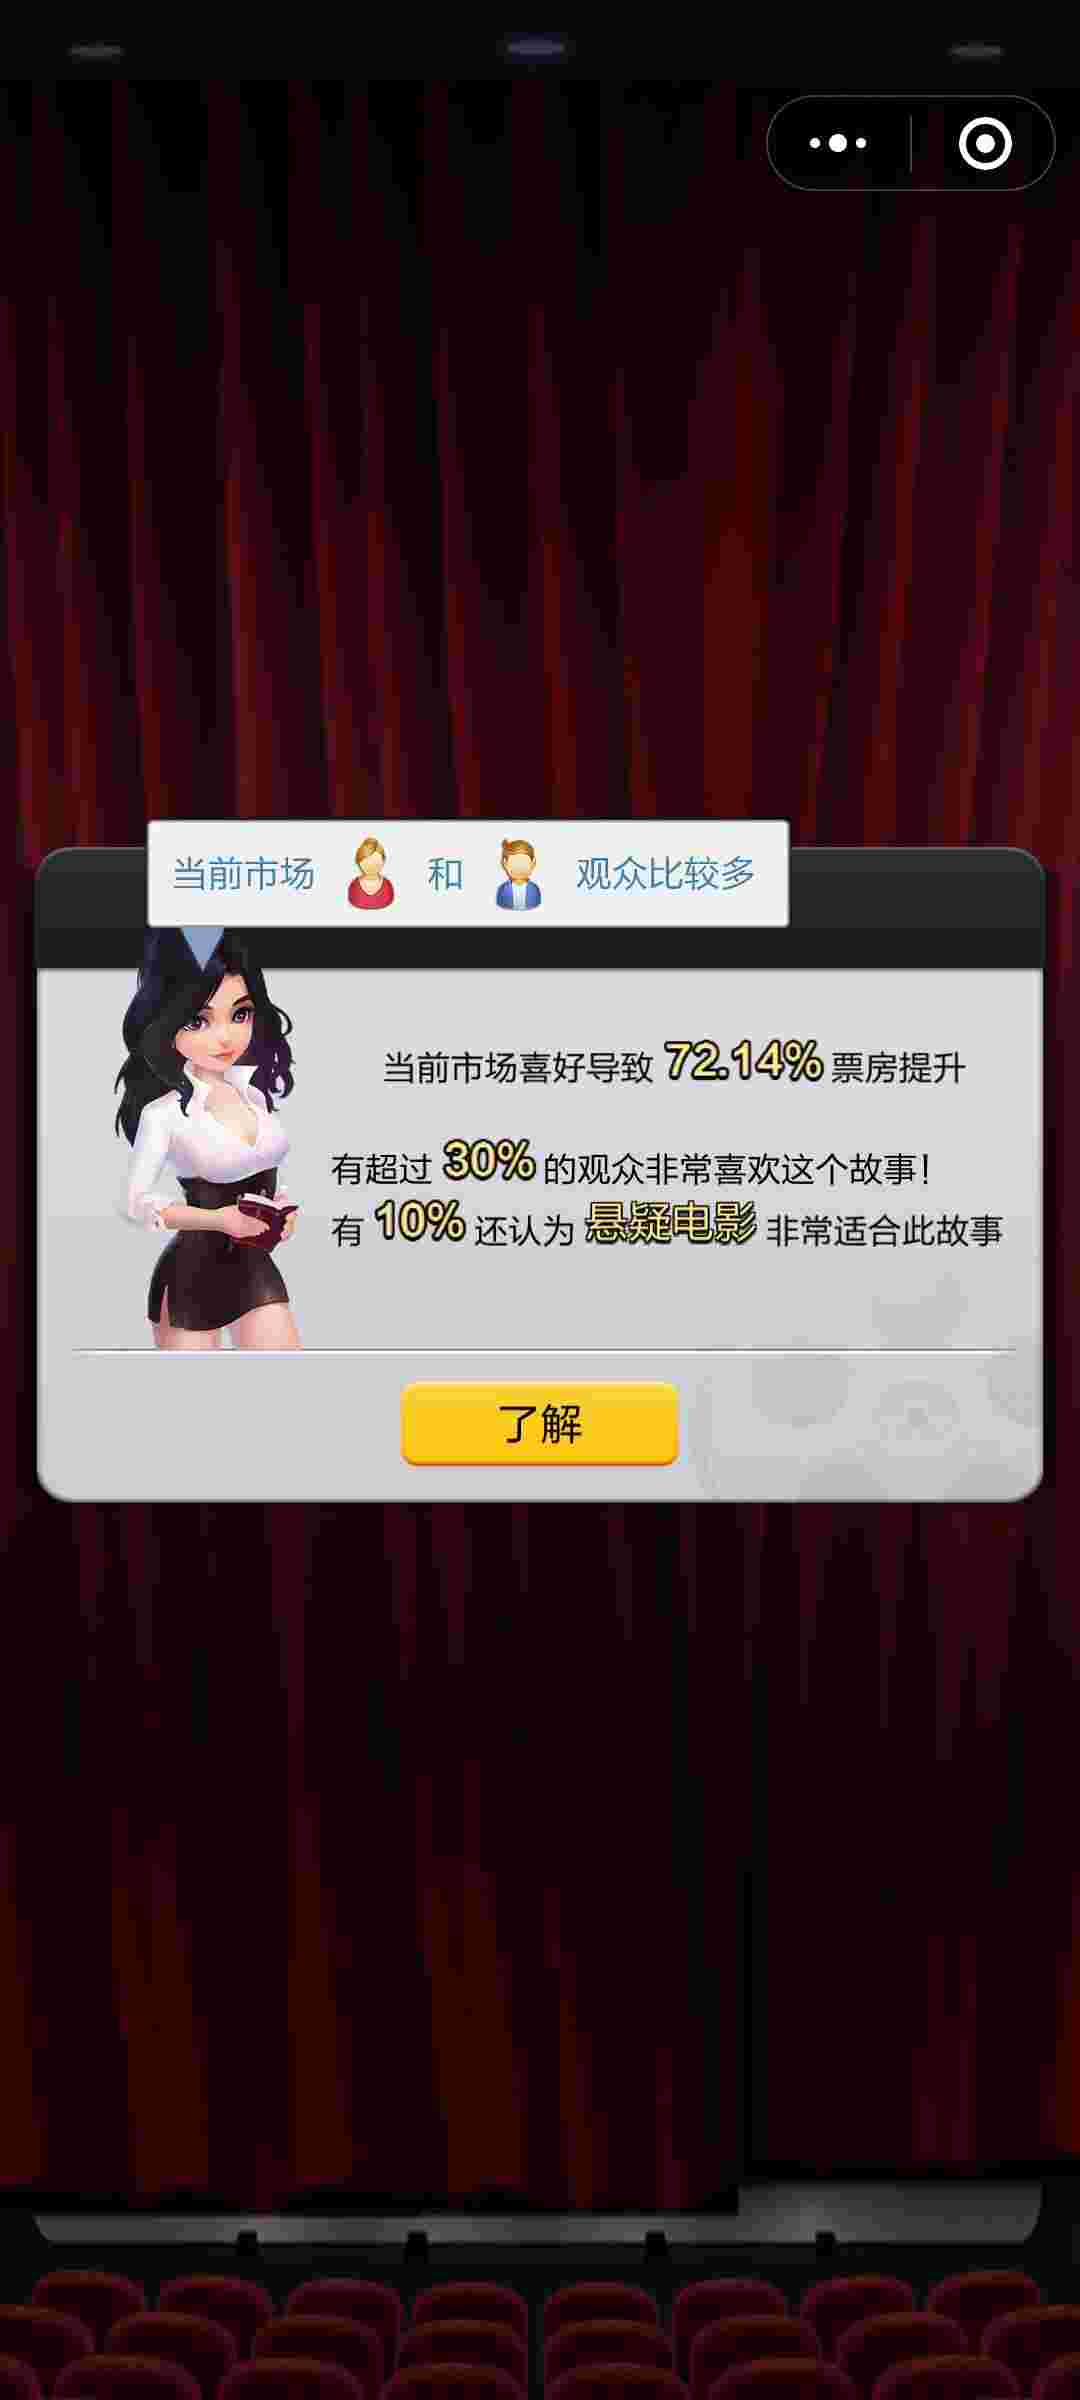 当前市场 和 观众比较多
当前市场喜好导致 72.14% 票房提升
有超过 30% 的观众非常喜欢这个故事！
有 10% 还认为 悬疑电影 非常适合此故事
了解